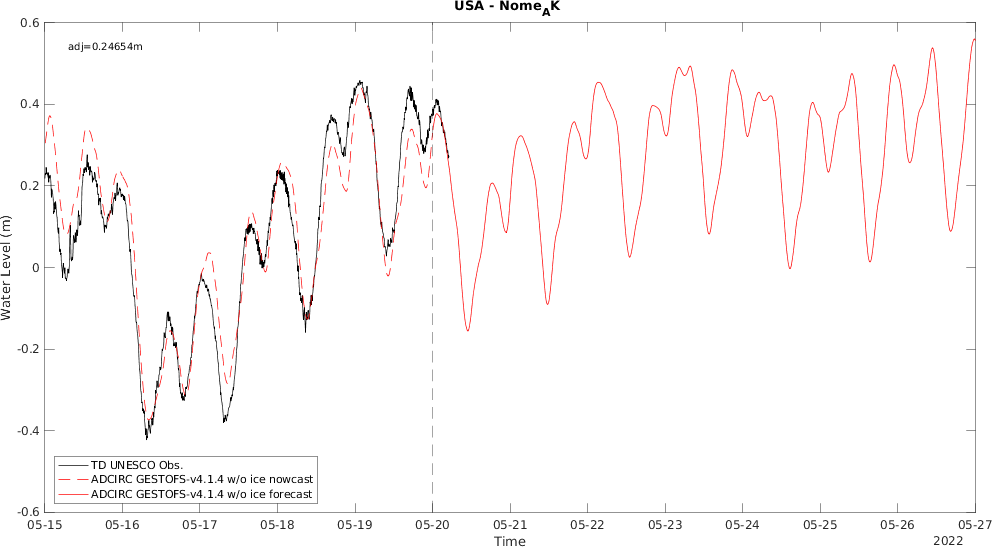 USA - Nome_AK
adj=0.24654m
0.6
0.4
0.2
0
-0.2
-0.4
-0.6
Water Level (m)
TD UNESCO Obs.
ADCIRC GESTOFS-v4.1.4 w/o ice nowcast
ADCIRC GESTOFS-v4.1.4 w/o ice forecast
05-15 05-16 05-17 05-18 05-19 05-20 05-21 05-22 05-23 05-24 05-25 05-26 05-27
Time
2022